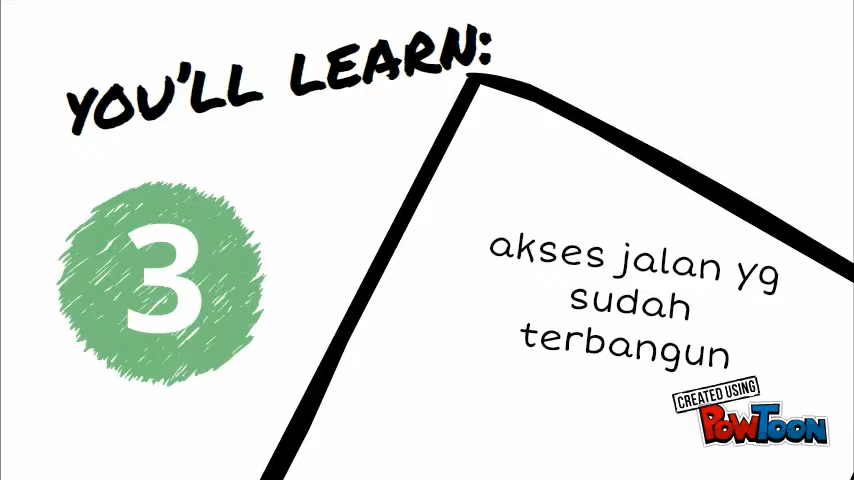 YOU'LL LEARN:
3
akses jalan yg
sudah
terbangun
CREATED USING
POWTOON